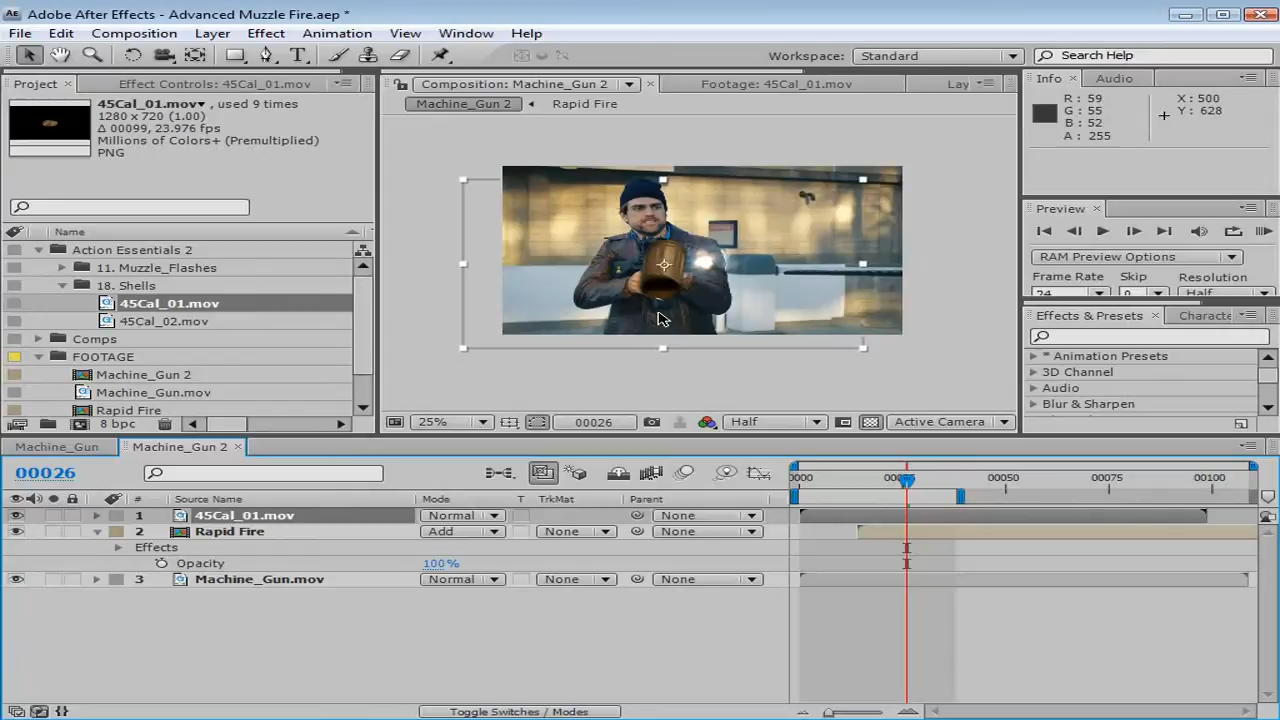 Adobe After Effects - Advanced Muzzle Fire.aep *
File Edit Composition Layer Effect Animation View Window Help
Workspace: Standard Search Help
Project Effect Controls: 45Cal_01.mov
Composition: Machine_Gun 2 Footage: 45Cal_01.mov Lay
Info Audio
45Cal_01.mov , used 9 times
1280 x 720 (1.00)
Δ 00099, 23.976 fps
Millions of Colors+ (Premultiplied)
PNG
Machine_Gun 2 Rapid Fire
R : 59
G : 55
B : 52
A : 255
X : 500
Y : 628
Name
Action Essentials 2
11. Muzzle_Flashes
18. Shells
45Cal_01.mov
45Cal_02.mov
Comps
FOOTAGE
Machine_Gun 2
Machine_Gun.mov
Rapid Fire
8 bpc
Preview
RAM Preview Options
Frame Rate Skip Resolution
24 0 Half
Effects & Presets Characte
* Animation Presets
3D Channel
Audio
Blur & Sharpen
25% 00026 Half Active Camera
Machine_Gun Machine_Gun 2
00026
0000 00050 00075 00100
# Source Name Mode T TrkMat Parent
1 45Cal_01.mov Normal None
2 Rapid Fire Add None None
Effects
Opacity 100%
3 Machine_Gun.mov Normal None None
Toggle Switches / Modes